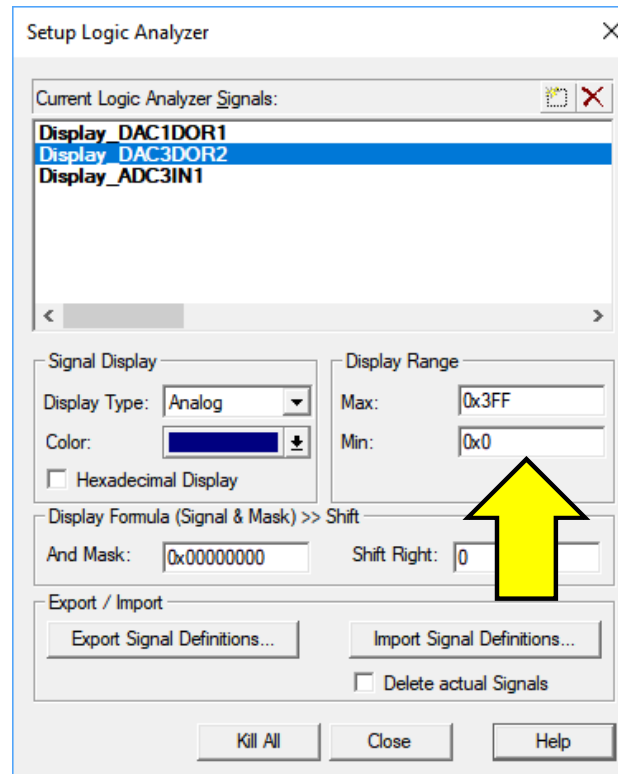 Setup Logic Analyzer
Current Logic Analyzer Signals:
Display_DAC1DOR1
Display_DAC3DOR2
Display_ADC3IN1
Signal Display
Display Range
Display Type: Analog
Max: 0x3FF
Color:
Min: 0x0
Hexadecimal Display
Display Formula (Signal & Mask) >> Shift
And Mask: 0x00000000
Shift Right: 0
Export / Import
Export Signal Definitions...
Import Signal Definitions...
Delete actual Signals
Kill All
Close
Help